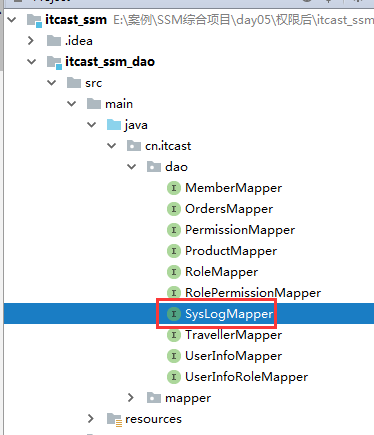 itcast_ssm E:\案例\SSM综合项目\day05\权限后\itcast_ssm
.idea
itcast_ssm_dao
src
main
java
cn.itcast
dao
MemberMapper
OrdersMapper
PermissionMapper
ProductMapper
RoleMapper
RolePermissionMapper
SysLogMapper
TravellerMapper
UserInfoMapper
UserInfoRoleMapper
mapper
resources